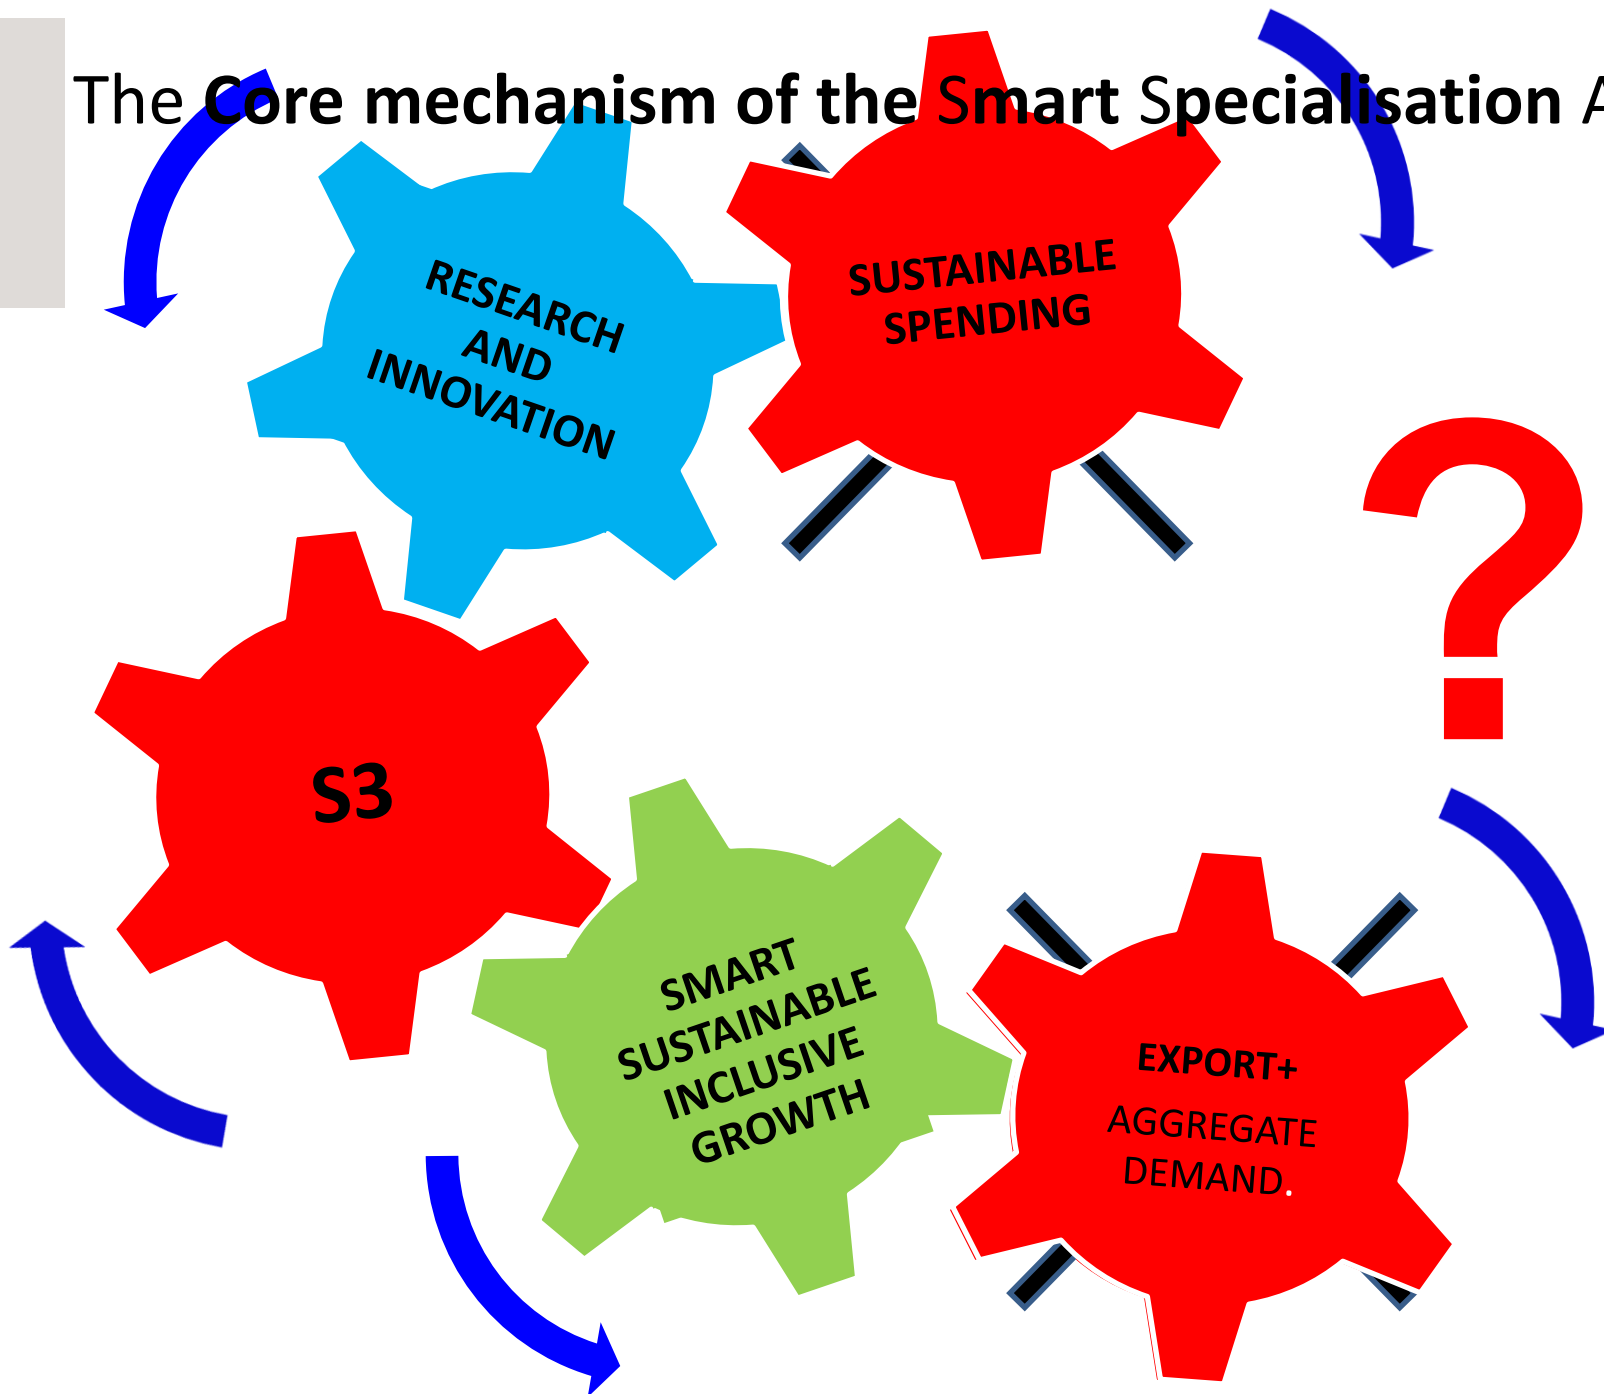 The Core mechanism of the Smart Specialisation A
RESEARCH
AND
INNOVATION
SUSTAINABLE
SPENDING
?
S3
SMART
SUSTAINABLE
INCLUSIVE
GROWTH
EXPORT+
AGGREGATE
DEMAND.